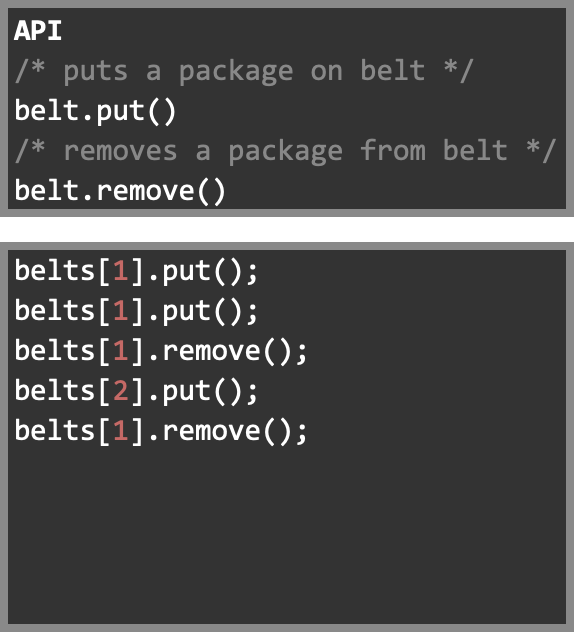 API
/* puts a package on belt */
belt.put()
/* removes a package from belt */
belt.remove()
belts[1].put();
belts[1].put();
belts[1].remove();
belts[2].put();
belts[1].remove();